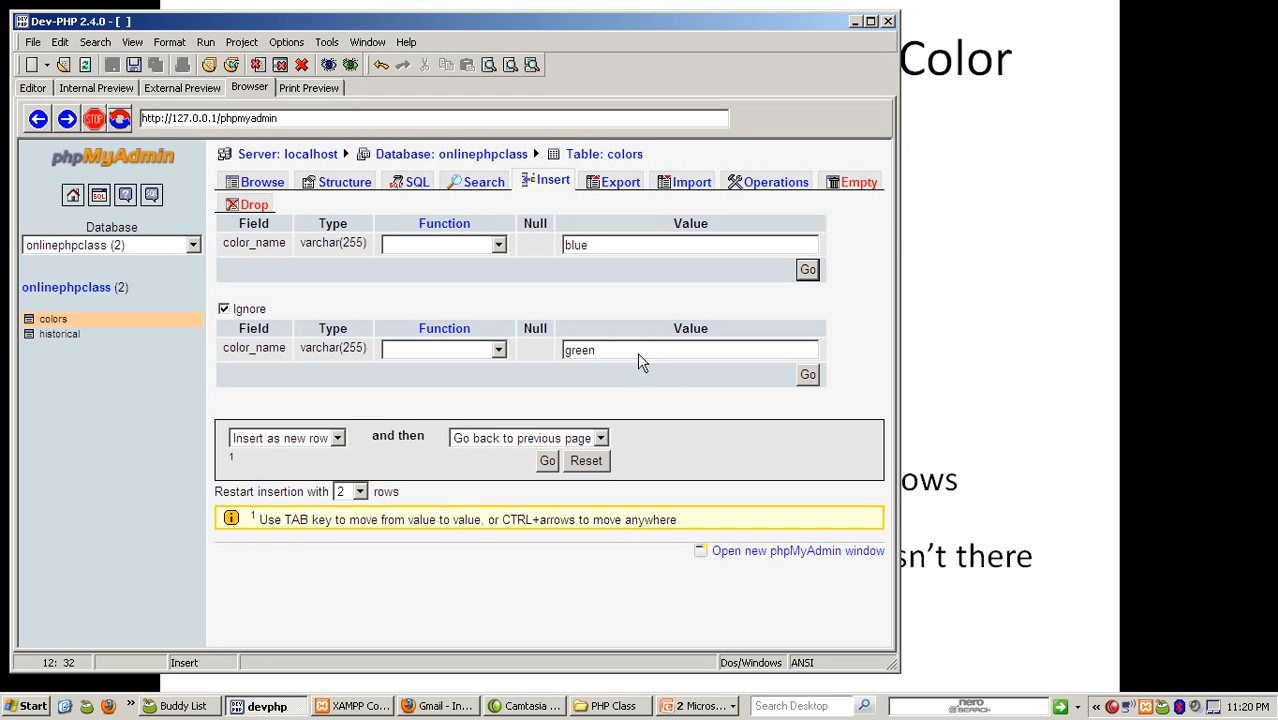 Dev-PHP 2.4.0 - [ ]
File Edit Search View Format Run Project Options Tools Window Help
Editor Internal Preview External Preview Browser Print Preview
STOP http://127.0.0.1/phpmyadmin
phpMyAdmin
SQL
Database
onlinephpclass (2)
onlinephpclass (2)
colors
historical
Server: localhost Database: onlinephpclass Table: colors
Browse Structure SQL Search Insert Export Import Operations Empty
Drop
Field Type Function Null Value
color_name varchar(255) blue
Go
Ignore
Field Type Function Null Value
color_name varchar(255) green
Go
Insert as new row and then Go back to previous page
1 Go Reset
Restart insertion with 2 rows
1 Use TAB key to move from value to value, or CTRL+arrows to move anywhere
Open new phpMyAdmin window
12: 32 Insert Dos/Windows ANSI
Color
ows
sn't there
Start Buddy List devphp XAMPP Co... Gmail - I... Camtasia ... PHP Class 2 Micros... Search Desktop nero SEARCH 11:20 PM